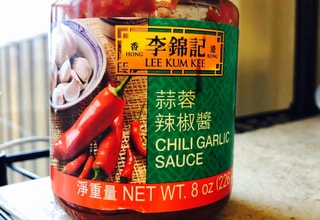 香 李錦記 港
HONG LEE KUM KEE KONG
蒜蓉
辣椒醬
CHILI GARLIC
SAUCE
淨重量 NET WT. 8 oz (226